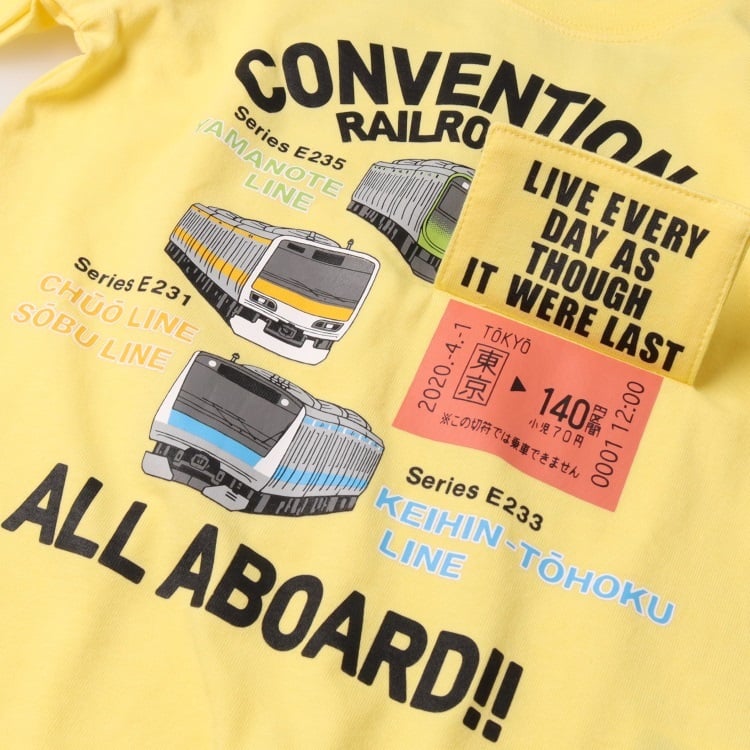 CONVENTION
RAILRO
Series E235
YAMANOTE
LINE
LIVE EVERY
DAY AS
THOUGH
IT WERE LAST
Series E231
CHŪŌ LINE
SŌBU LINE
2020.-4.-1
TŌKYŌ
東京
▶ 140円区間
小児70円
※この切符では乗車できません
0001 12:00
Series E233
KEIHIN-TŌHOKU
LINE
ALL ABOARD!!